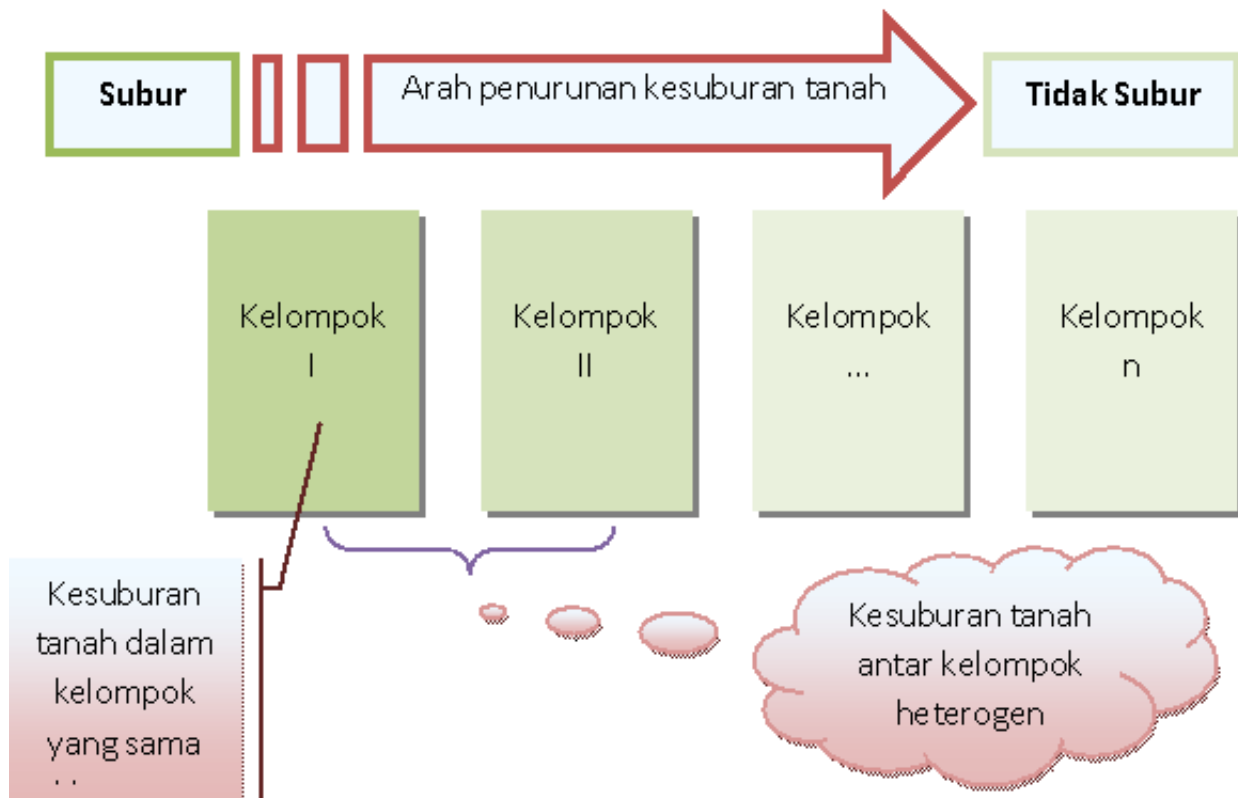 Subur
Arah penurunan kesuburan tanah
Tidak Subur
Kelompok
I
Kelompok
II
Kelompok
...
Kelompok
n
Kesuburan
tanah dalam
kelompok
yang sama
Kesuburan tanah
antar kelompok
heterogen